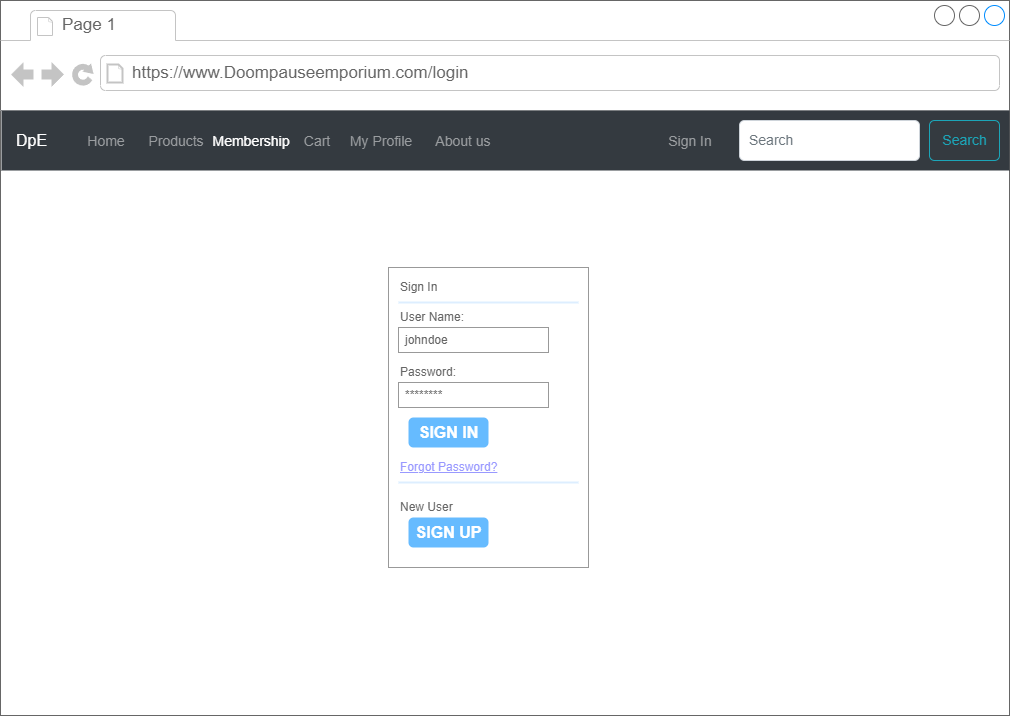 Page 1
https://www.Doompauseemporium.com/login
DpE Home Products Membership Cart My Profile About us Sign In Search Search
Sign In
User Name:
johndoe
Password:
********
SIGN IN
Forgot Password?
New User
SIGN UP